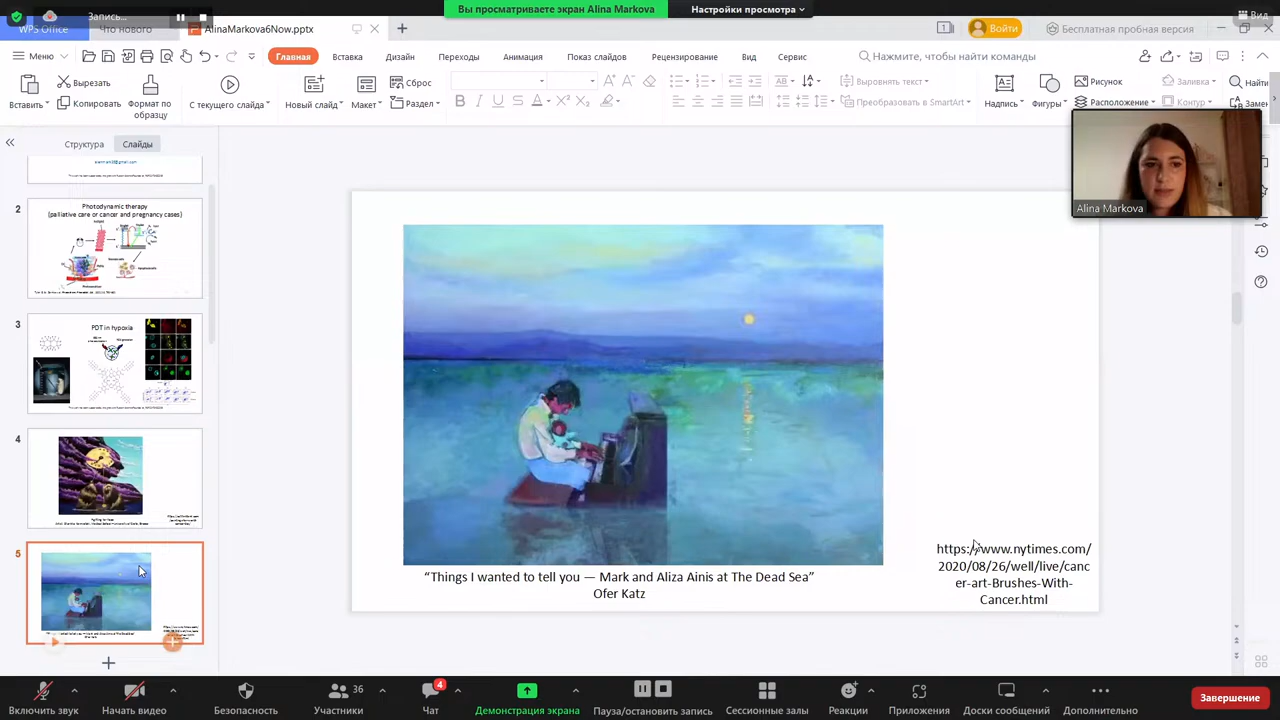 Запись...
Вы просматриваете экран Alina Markova
Настройки просмотра
Вид
WPS Office
Что нового
AlinaMarkova6Now.pptx
1
Войти
Бесплатная пробная версия
Меню
Главная
Вставка
Дизайн
Переходы
Анимация
Показ слайдов
Рецензирование
Вид
Сервис
Нажмите, чтобы найти команды
Вырезать
Копировать
Формат по образцу
С текущего слайда
Новый слайд
Макет
Сброс
Раздел
Выровнять текст
Преобразовать в SmartArt
Надпись
Фигуры
Рисунок
Расположение
Заливка
Контур
Найти
Структура
Слайды
Alina Markova
2
Photodynamic therapy
(palliative care or cancer and pregnancy cases)
3
PDT in hypoxia
4
5
“Things I wanted to tell you — Mark and Aliza Ainis at The Dead Sea”
Ofer Katz
https://www.nytimes.com/
2020/08/26/well/live/canc
er-art-Brushes-With-
Cancer.html
Включить звук
Начать видео
Безопасность
36
Участники
4
Чат
Демонстрация экрана
Пауза/остановить запись
Сессионные залы
Реакции
Приложения
Доски сообщений
Дополнительно
Завершение